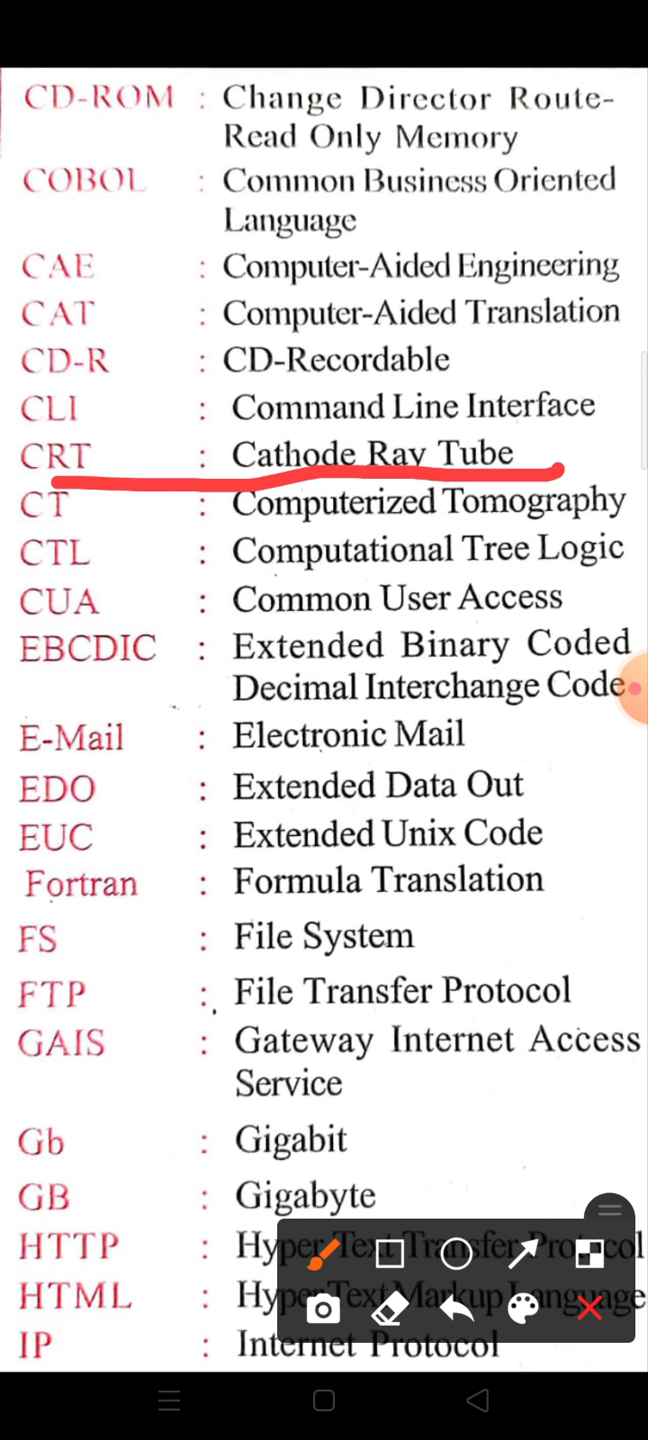 CD-ROM : Change Director Route-
Read Only Memory
COBOL : Common Business Oriented
Language
CAE : Computer-Aided Engineering
CAT : Computer-Aided Translation
CD-R : CD-Recordable
CLI : Command Line Interface
CRT : Cathode Ray Tube
CT : Computerized Tomography
CTL : Computational Tree Logic
CUA : Common User Access
EBCDIC : Extended Binary Coded
Decimal Interchange Code
E-Mail : Electronic Mail
EDO : Extended Data Out
EUC : Extended Unix Code
Fortran : Formula Translation
FS : File System
FTP : File Transfer Protocol
GAIS : Gateway Internet Access
Service
Gb : Gigabit
GB : Gigabyte
HTTP : Hyper Text Transfer Protocol
HTML : Hyper Text Markup Language
IP : Internet Protocol